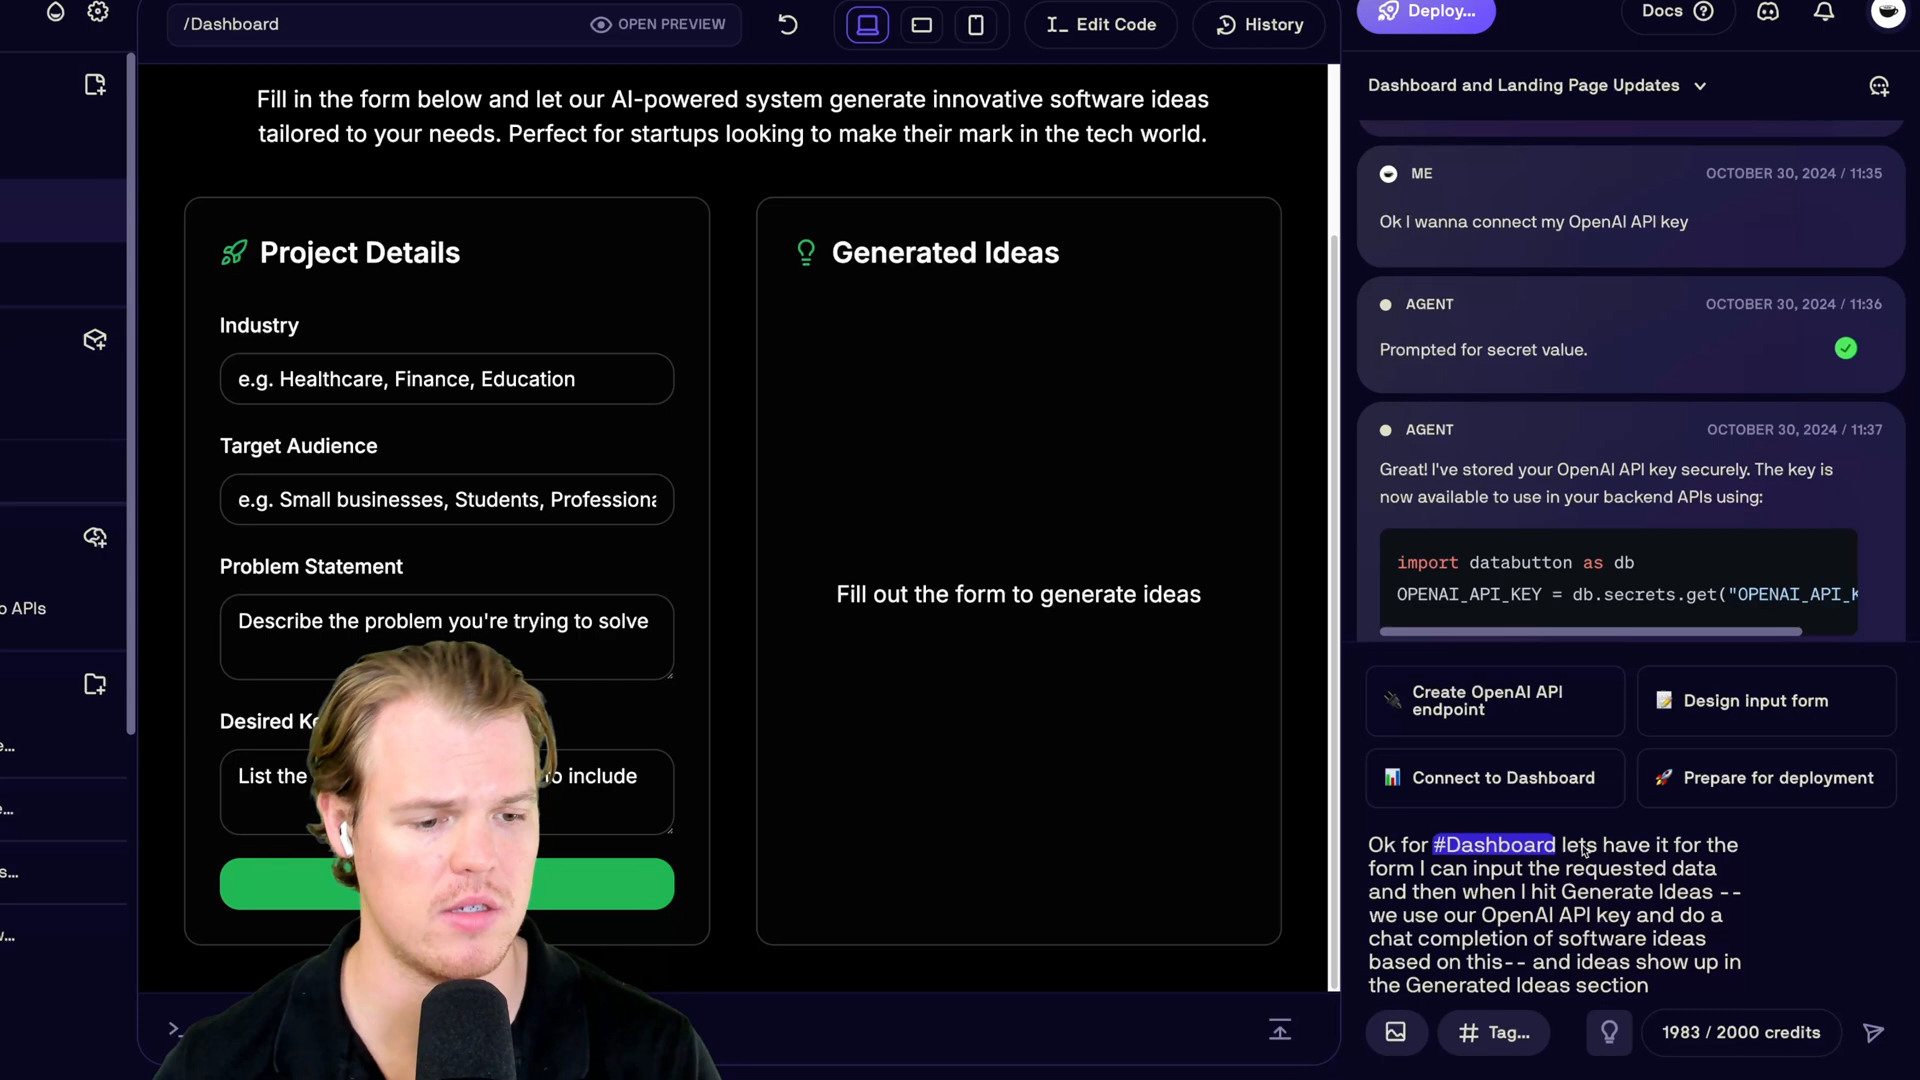 /Dashboard
OPEN PREVIEW
Edit Code
History
Deploy...
Docs
Fill in the form below and let our AI-powered system generate innovative software ideas
tailored to your needs. Perfect for startups looking to make their mark in the tech world.
Project Details
Industry
e.g. Healthcare, Finance, Education
Target Audience
e.g. Small businesses, Students, Professiona
Problem Statement
Describe the problem you're trying to solve
Desired
List the
include
Generated Ideas
Fill out the form to generate ideas
APIs
Dashboard and Landing Page Updates
ME
OCTOBER 30, 2024 / 11:35
Ok I wanna connect my OpenAI API key
AGENT
OCTOBER 30, 2024 / 11:36
Prompted for secret value.
AGENT
OCTOBER 30, 2024 / 11:37
Great! I've stored your OpenAI API key securely. The key is
now available to use in your backend APIs using:
import databutton as db
OPENAI_API_KEY = db.secrets.get("OPENAI_API_K
Create OpenAI API
endpoint
Design input form
Connect to Dashboard
Prepare for deployment
Ok for #Dashboard lets have it for the
form I can input the requested data
and then when I hit Generate Ideas --
we use our OpenAI API key and do a
chat completion of software ideas
based on this-- and ideas show up in
the Generated Ideas section
Tag...
1983 / 2000 credits